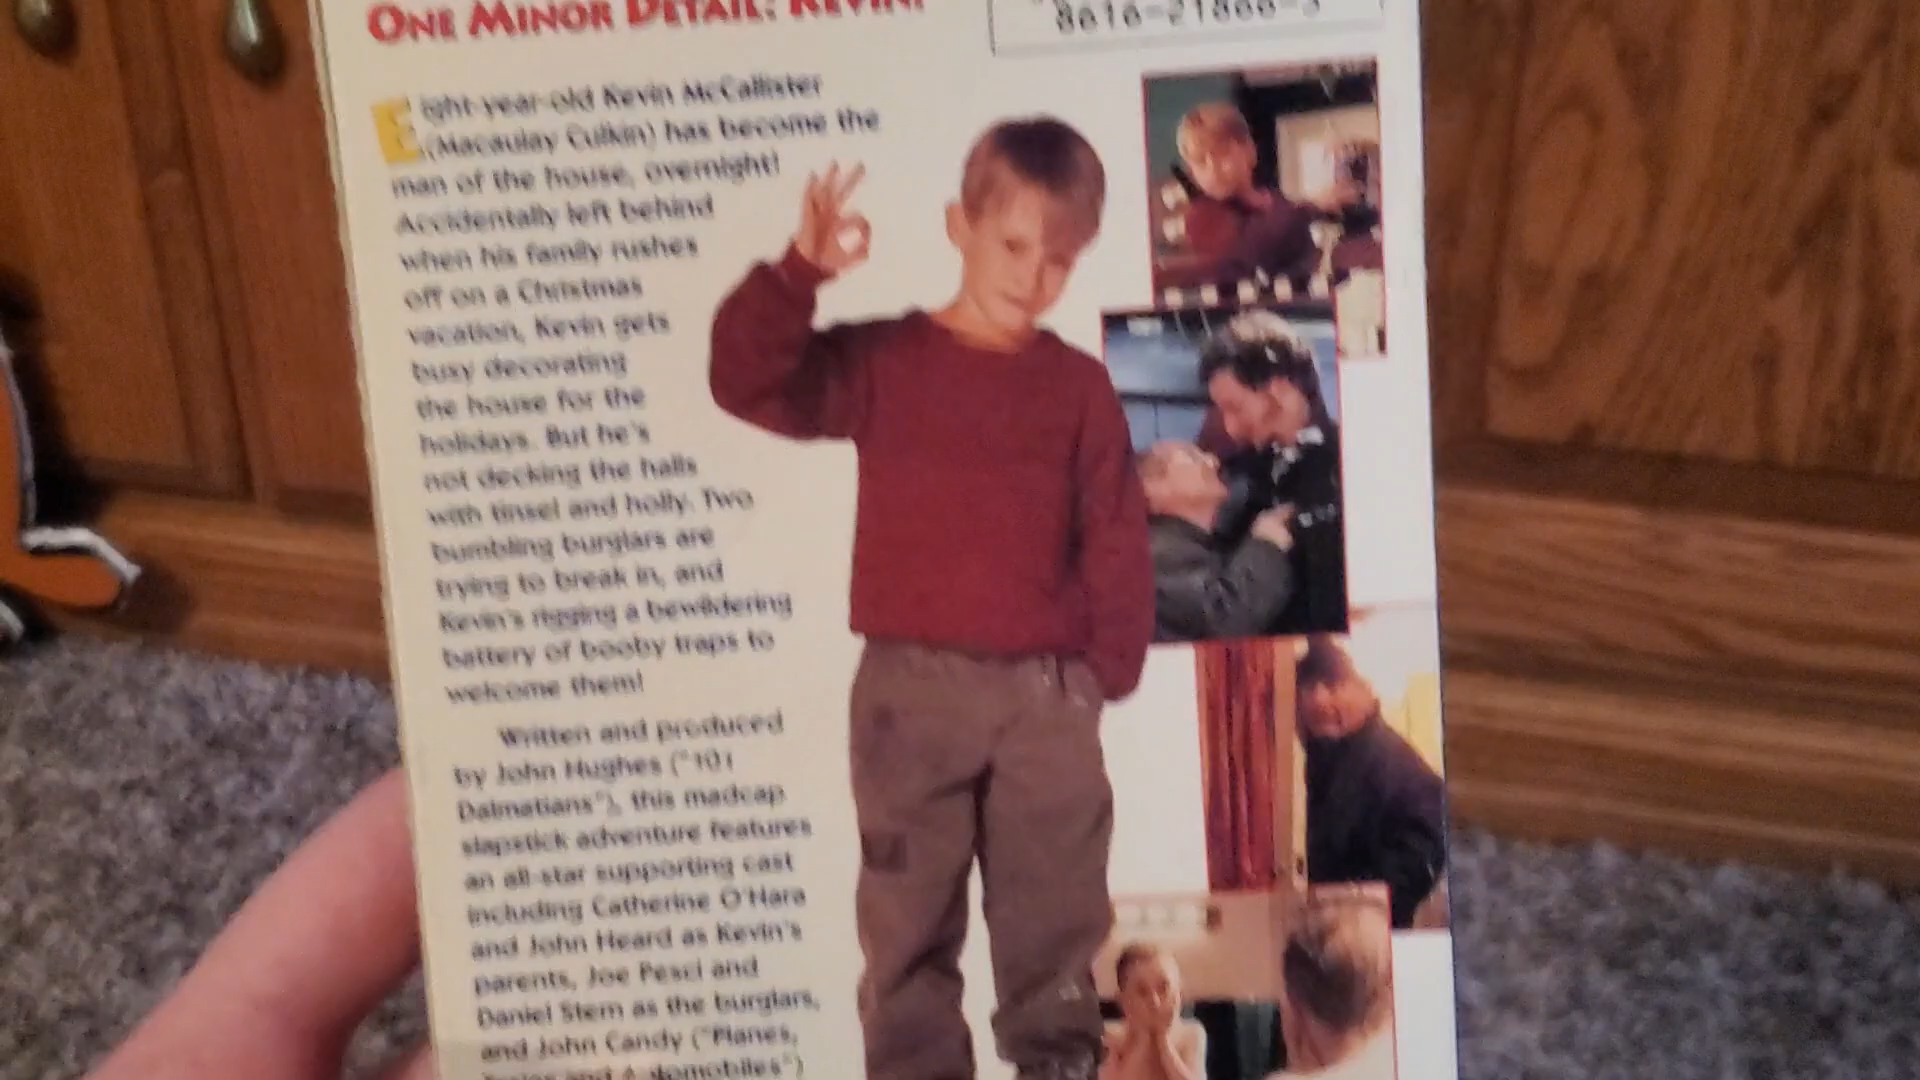 ONE MINOR DETAIL: KEVIN!
8616-21866-3
Eight-year-old Kevin McCallister
(Macaulay Culkin) has become the
man of the house, overnight!
Accidentally left behind
when his family rushes
off on a Christmas
vacation, Kevin gets
busy decorating
the house for the
holidays. But he's
not decking the halls
with tinsel and holly. Two
bumbling burglars are
trying to break in, and
Kevin's rigging a bewildering
battery of booby traps to
welcome them!
Written and produced
by John Hughes ("101
Dalmatians"), this madcap
slapstick adventure features
an all-star supporting cast
including Catherine O'Hara
and John Heard as Kevin's
parents, Joe Pesci and
Daniel Stern as the burglars,
and John Candy ("Planes,
Trains and Automobiles")